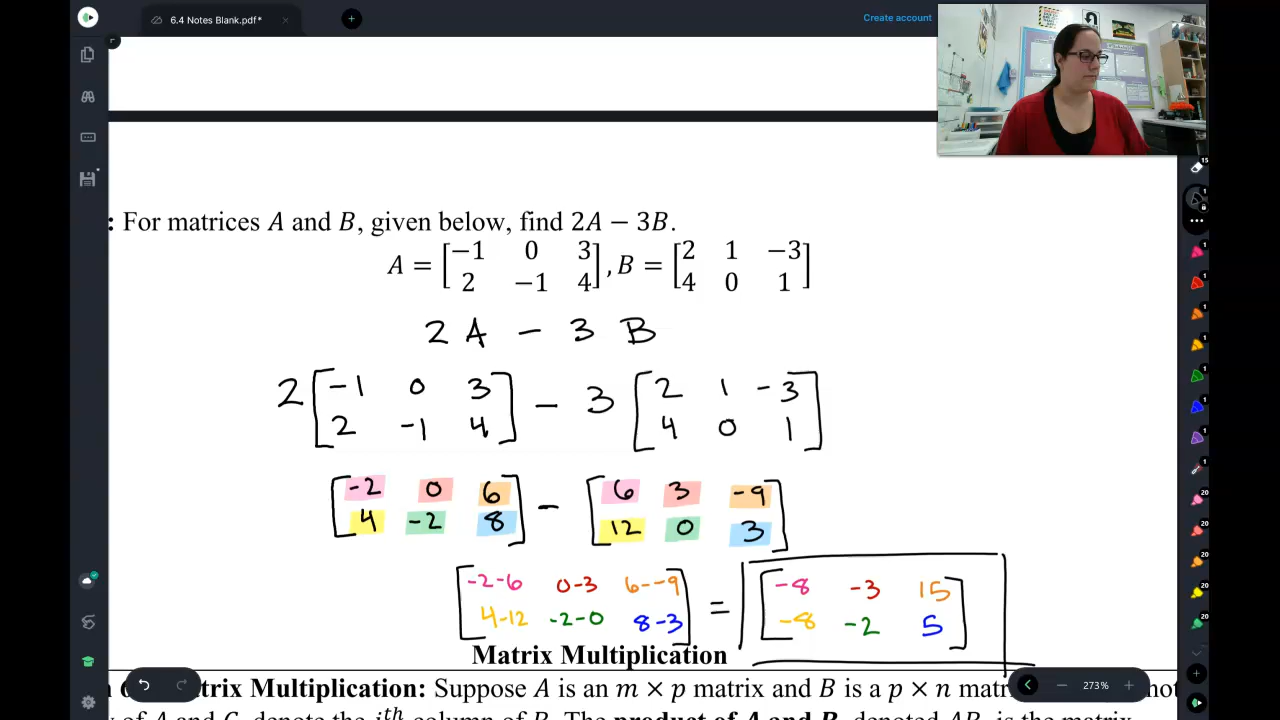 6.4 Notes Blank.pdf*
Create account
: For matrices A and B, given below, find 2A − 3B.
A = [−1 0 3
2 −1 4], B = [2 1 −3
4 0 1]
2 A − 3 B
2 [−1 0 3
2 −1 4] − 3 [2 1 −3
4 0 1]
[−2 0 6
4 −2 8] − [6 3 −9
12 0 3]
[−2−6 0−3 6−−9
4−12 −2−0 8−3] = [−8 −3 15
−8 −2 5]
Matrix Multiplication
trix Multiplication: Suppose A is an m × p matrix and B is a p × n matr
273%